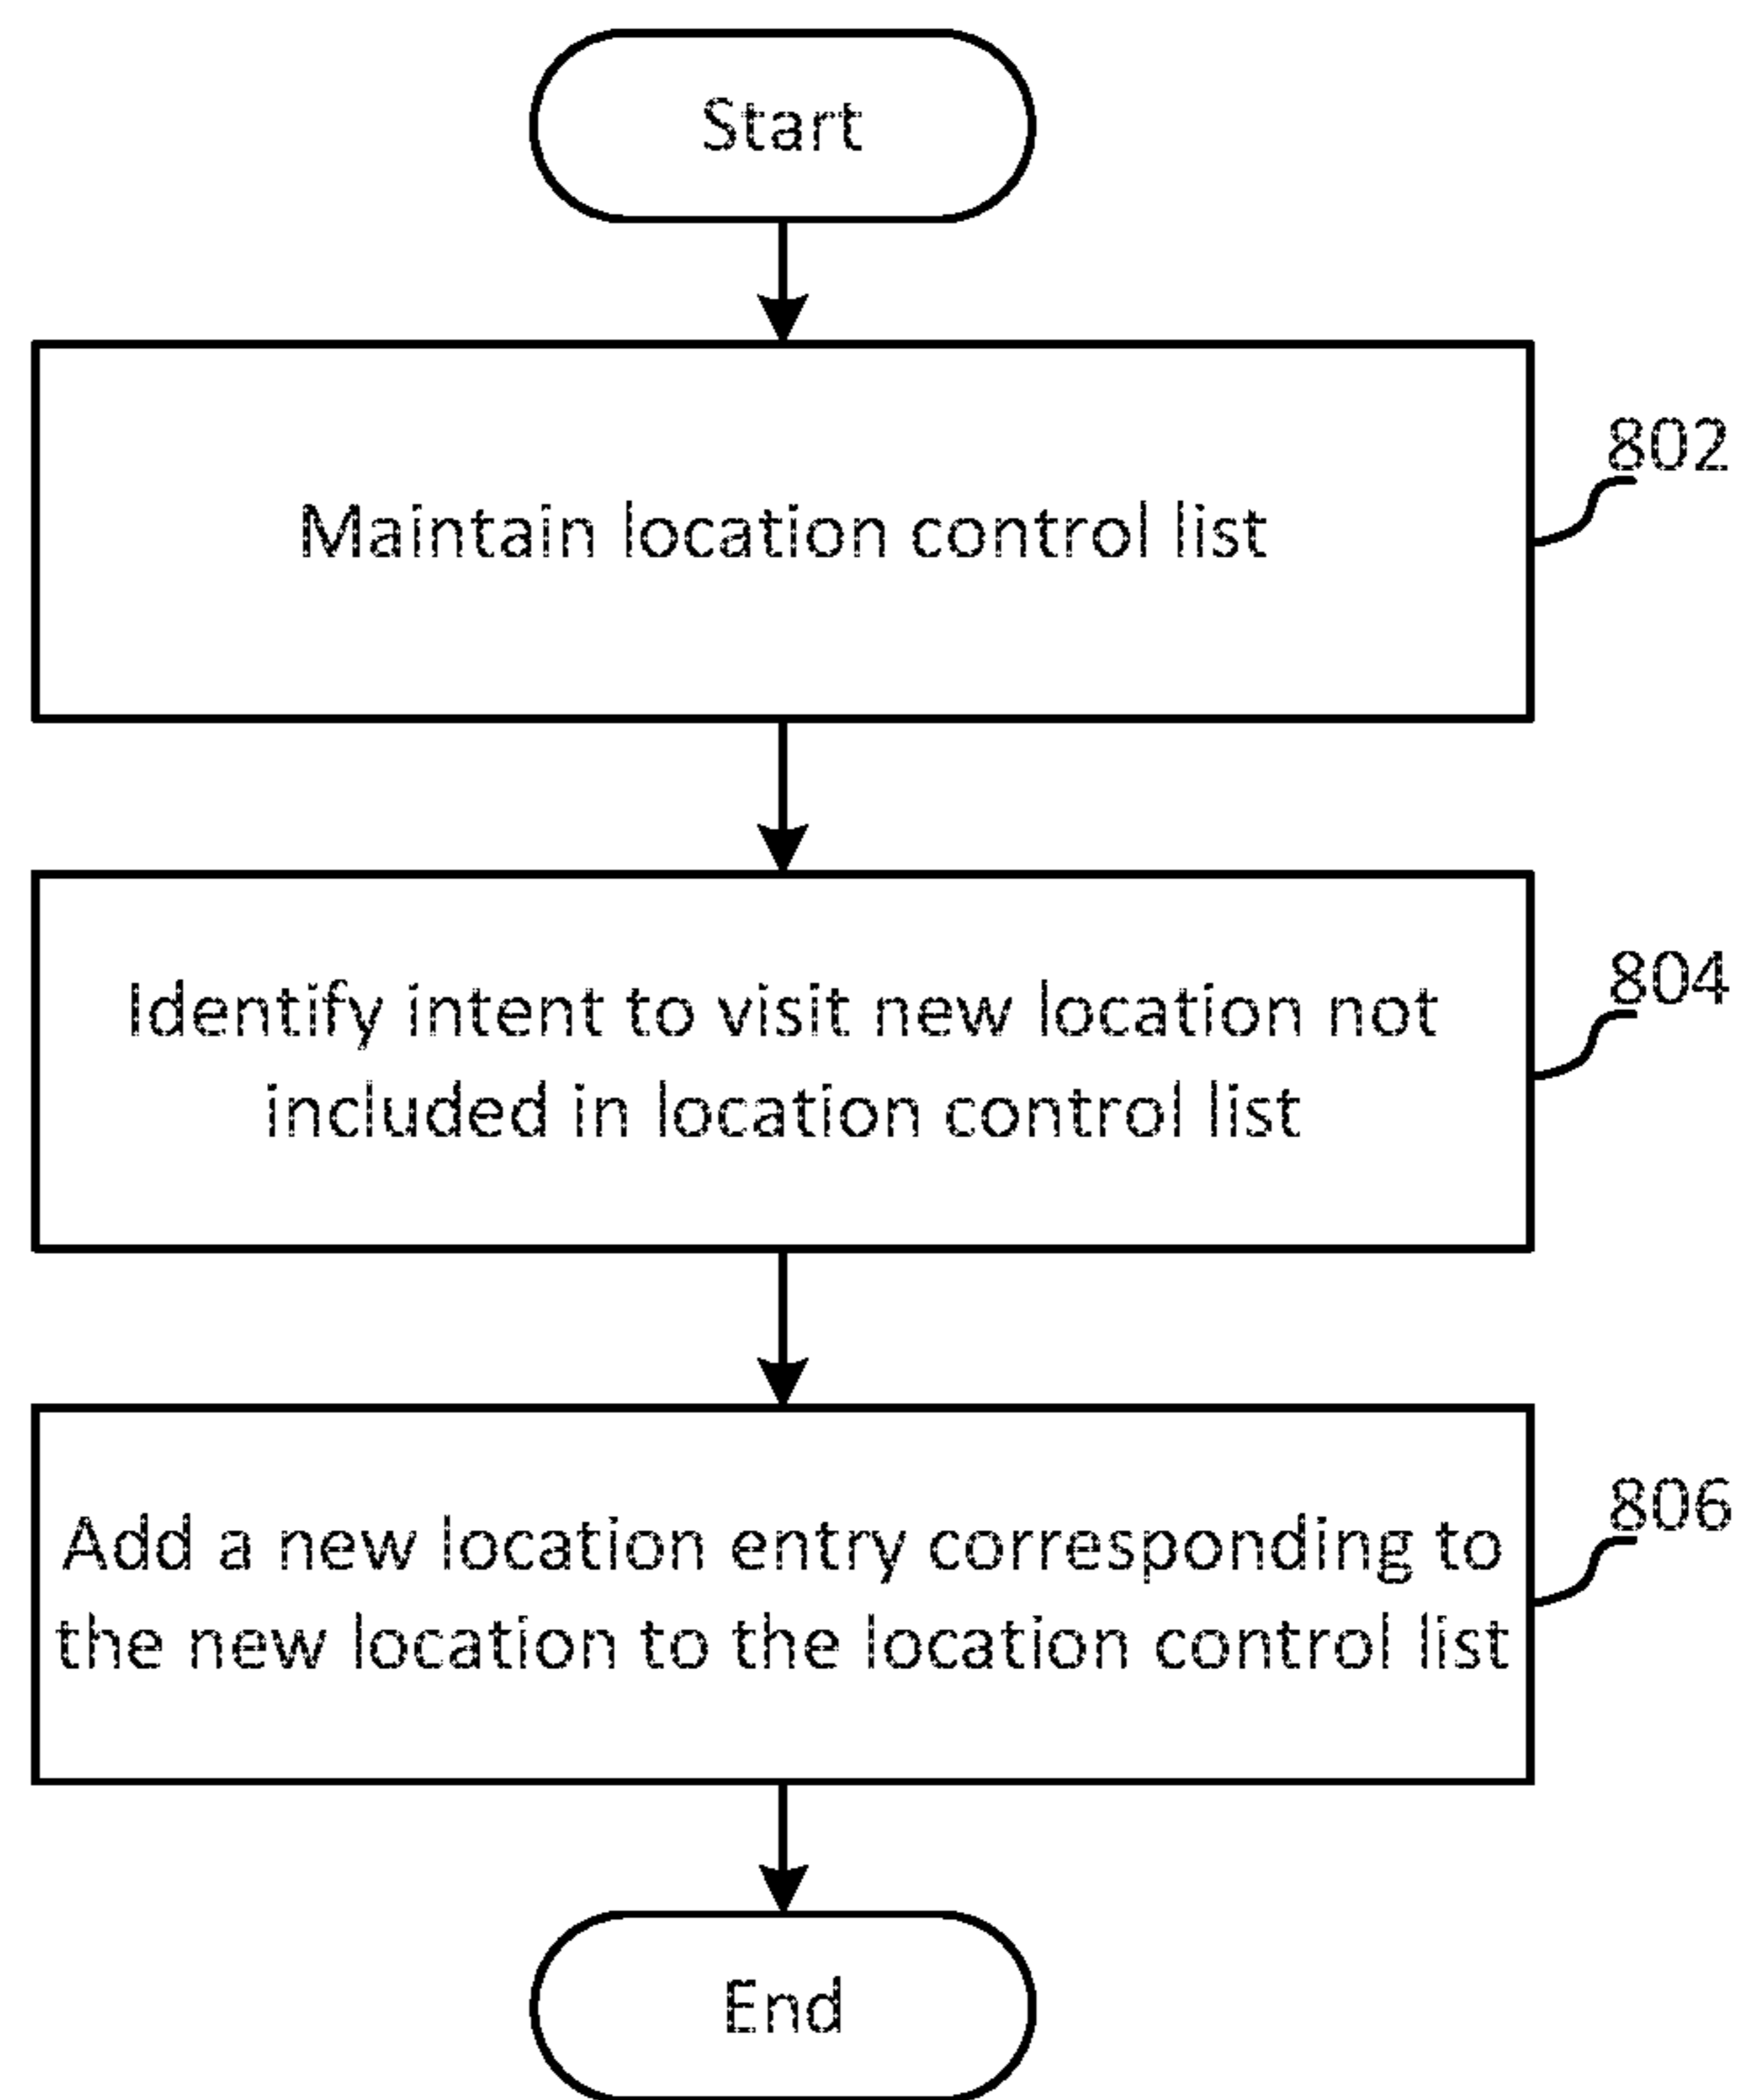 Start
802
Maintain location control list
804
Identify intent to visit new location not
included in location control list
806
Add a new location entry corresponding to
the new location to the location control list
End